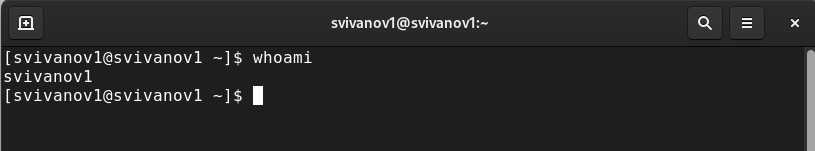 svivanov1@svivanov1:~
[svivanov1@svivanov1 ~]$ whoami
svivanov1
[svivanov1@svivanov1 ~]$